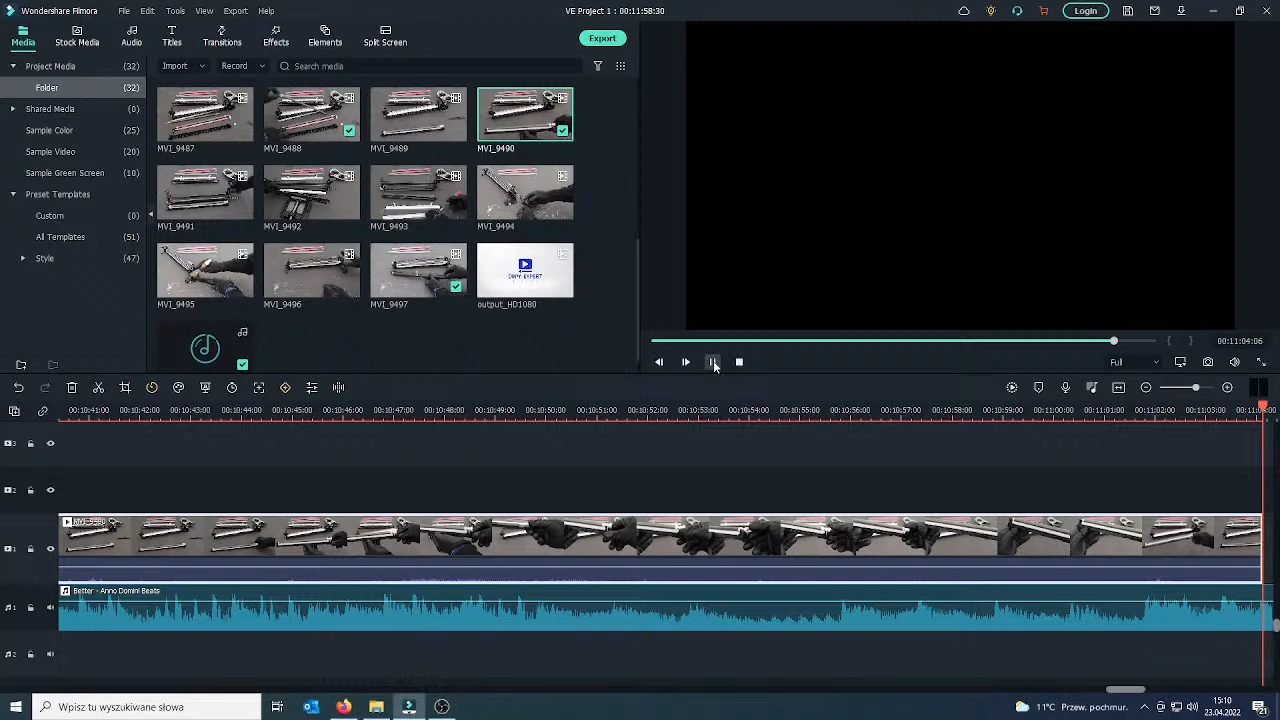 Wondershare Filmora
File
Edit
Tools
View
Export
Help
VE Project 1 : 00:11:58:30
Login
Media
Stock Media
Audio
Titles
Transitions
Effects
Elements
Split Screen
Export
Project Media (32)
Folder (32)
Shared Media (0)
Sample Color (25)
Sample Video (20)
Sample Green Screen (10)
Preset Templates
Custom (0)
All Templates (51)
Style (47)
Import
Record
Search media
MVI_9487
MVI_9488
MVI_9489
MVI_9490
MVI_9491
MVI_9492
MVI_9493
MVI_9494
MVI_9495
MVI_9496
MVI_9497
output_HD1080
00:11:04:06
Full
00:10:41:00 00:10:42:00 00:10:43:00 00:10:44:00 00:10:45:00 00:10:46:00 00:10:47:00 00:10:48:00 00:10:49:00 00:10:50:00 00:10:51:00 00:10:52:00 00:10:53:00 00:10:54:00 00:10:55:00 00:10:56:00 00:10:57:00 00:10:58:00 00:10:59:00 00:11:00:00 00:11:01:00 00:11:02:00 00:11:03:00
3
2
1
MVI_9490
1
Better - Anno Domini Beats
2
Wpisz tu wyszukiwane słowa
11°C Przew. pochmur.
15:10
23.04.2022